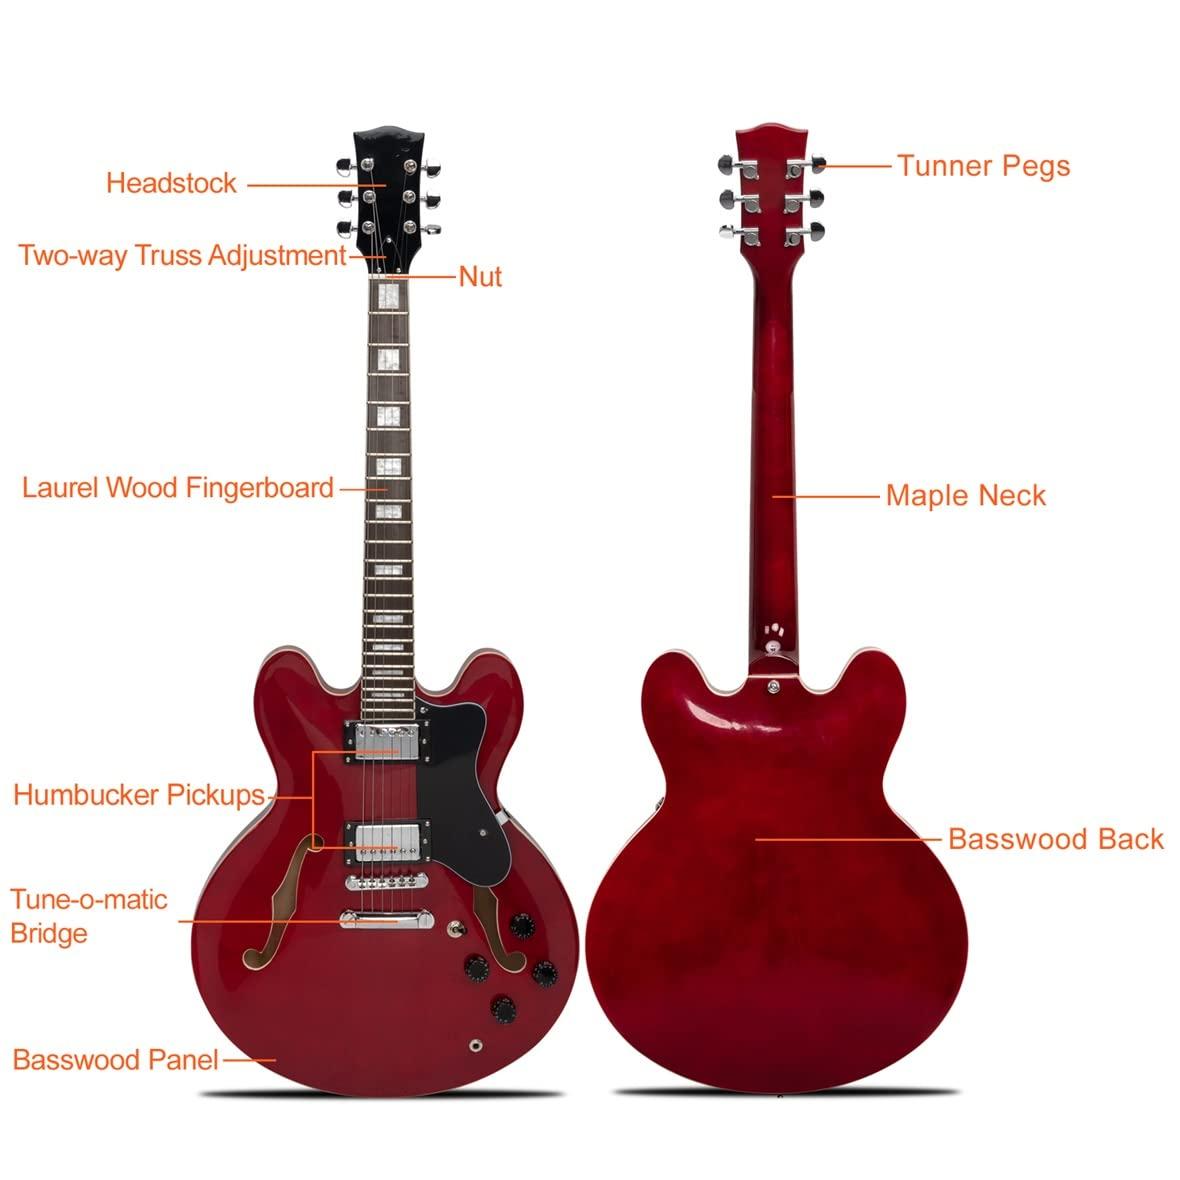 Headstock
Tunner Pegs
Two-way Truss Adjustment
Nut
Laurel Wood Fingerboard
Maple Neck
Humbucker Pickups
Basswood Back
Tune-o-matic
Bridge
Basswood Panel